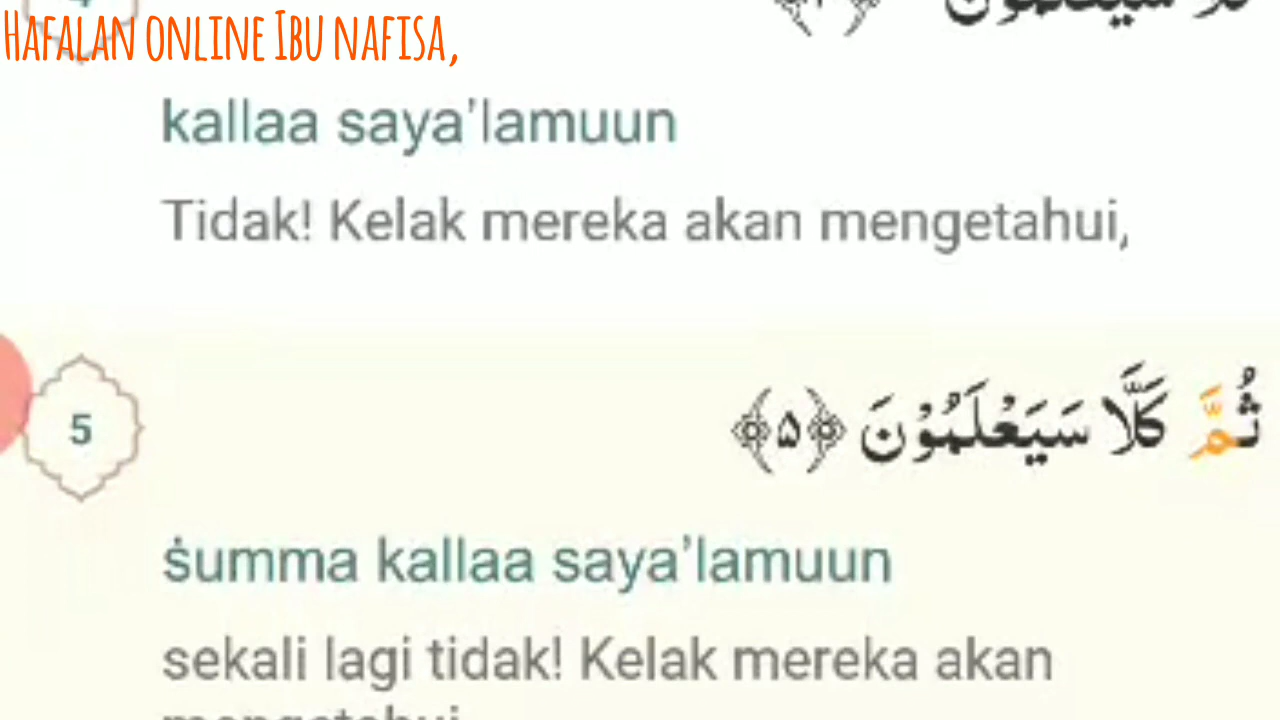 Hafalan online Ibu nafisa,
كَلَّا سَيَعْلَمُوْنَ
kallaa saya'lamuun
Tidak! Kelak mereka akan mengetahui,
5
ثُمَّ كَلَّا سَيَعْلَمُوْنَ ﴿٥﴾
ṡumma kallaa saya'lamuun
sekali lagi tidak! Kelak mereka akan
mengetahui